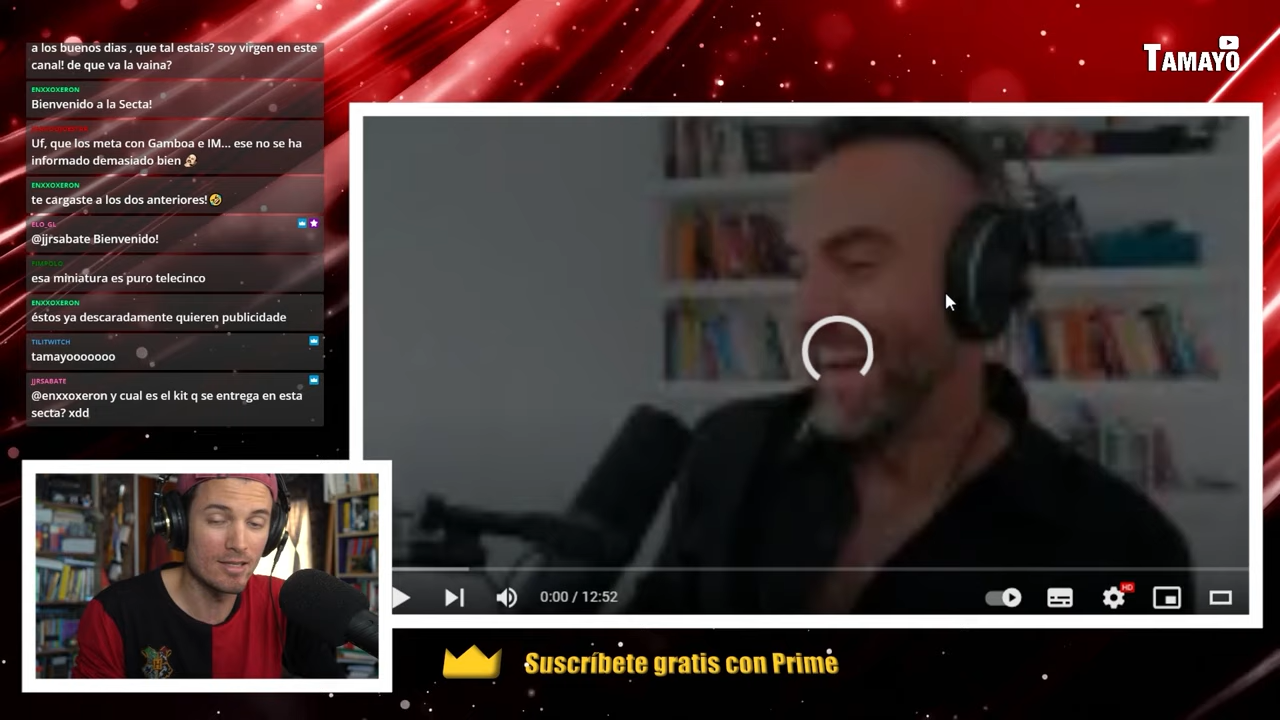 a los buenos dias , que tal estais? soy virgen en este
canal! de que va la vaina?
ENXXOXERON
Bienvenido a la Secta!
Uf, que los meta con Gamboa e IM... ese no se ha
informado demasiado bien
ENXXOXERON
te cargaste a los dos anteriores!
ELO_GL
@jjrsabate Bienvenido!
esa miniatura es puro telecinco
ENXXOXERON
éstos ya descaradamente quieren publicidade
TILITWITCH
tamayooooooo
JJRSABATE
@enxxoxeron y cual es el kit q se entrega en esta
secta? xdd
TAMAYO
0:00 / 12:52
HD
Suscríbete gratis con Prime